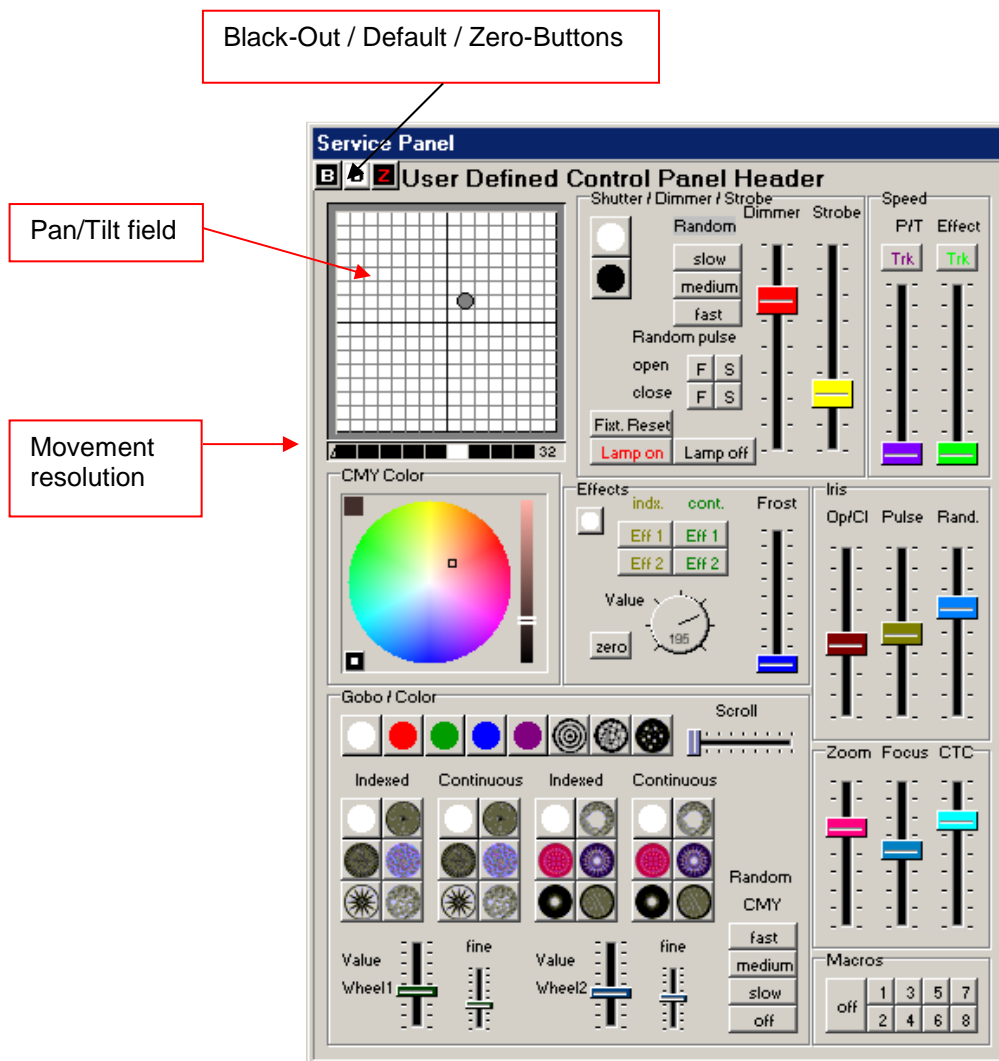 Black-Out / Default / Zero-Buttons
Service Panel
B Z User Defined Control Panel Header
Pan/Tilt field
Movement
resolution
32
Shutter / Dimmer / Strobe
Random
Dimmer Strobe
slow
medium
fast
Random pulse
open F S
close F S
Fixt. Reset
Lamp on Lamp off
Speed
P/T Effect
Trk Trk
CMY Color
Effects
indx. cont. Frost
Eff 1 Eff 1
Eff 2 Eff 2
Value
195
zero
Iris
Op/Cl Pulse Rand.
Gobo / Color
Scroll
Indexed Continuous Indexed Continuous
Random
CMY
fast
medium
slow
off
Value
Wheel1
fine
Value
Wheel2
fine
Zoom Focus CTC
Macros
off 1 3 5 7
2 4 6 8